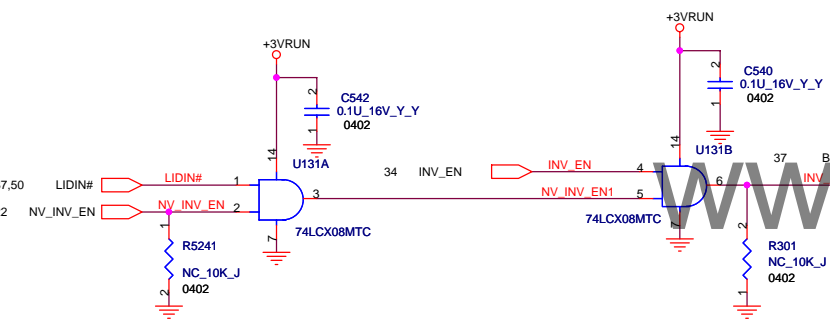 +3VRUN
+3VRUN
2
C542
0.1U_16V_Y_Y
1
0402
14
U131A
2
C540
0.1U_16V_Y_Y
1
0402
14
U131B
7,50
LIDIN#
LIDIN#
1
3
34
INV_EN
INV_EN
4
37
B
2
NV_INV_EN
NV_INV_EN
2
NV_INV_EN1
5
6
INV_
WW
7
74LCX08MTC
7
74LCX08MTC
1
R5241
NC_10K_J
2
0402
2
R301
NC_10K_J
1
0402